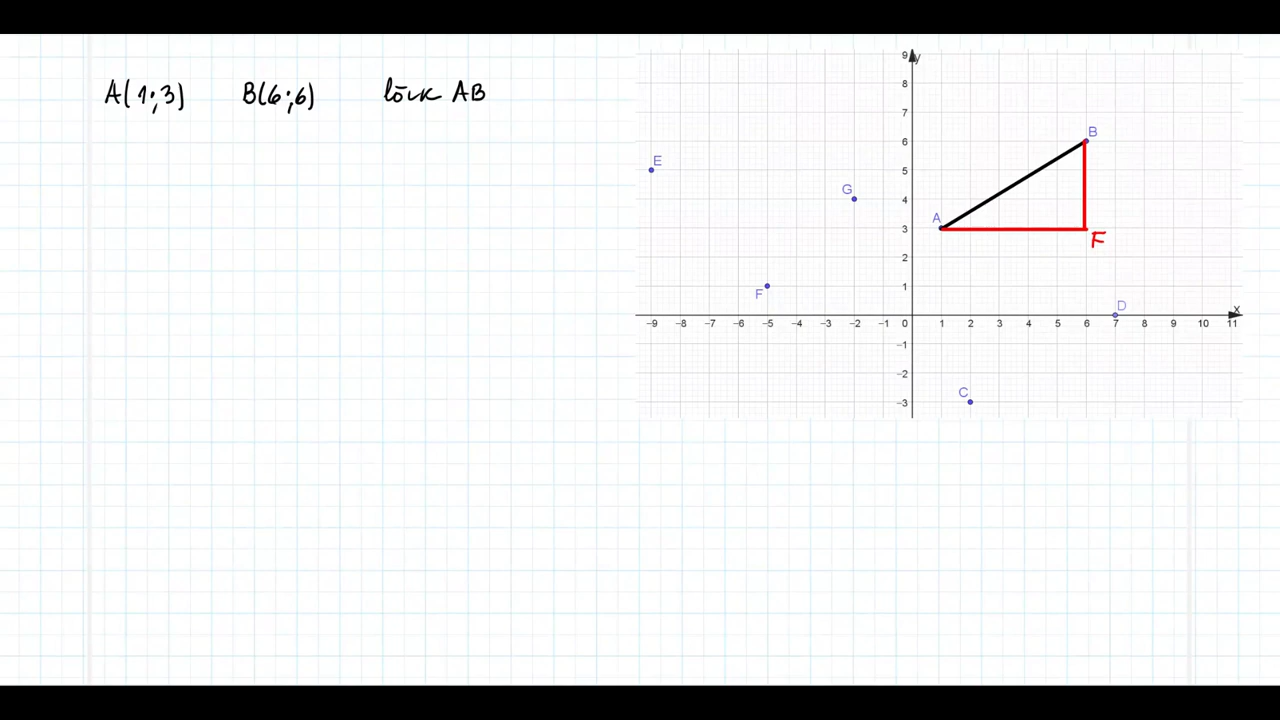 A(1;3) B(6;6) lõik AB
y
9
8
7
B
6
E
5
G
4
A
3
F
2
1
F
D
x
−9 −8 −7 −6 −5 −4 −3 −2 −1 0 1 2 3 4 5 6 7 8 9 10 11
−1
−2
C
−3